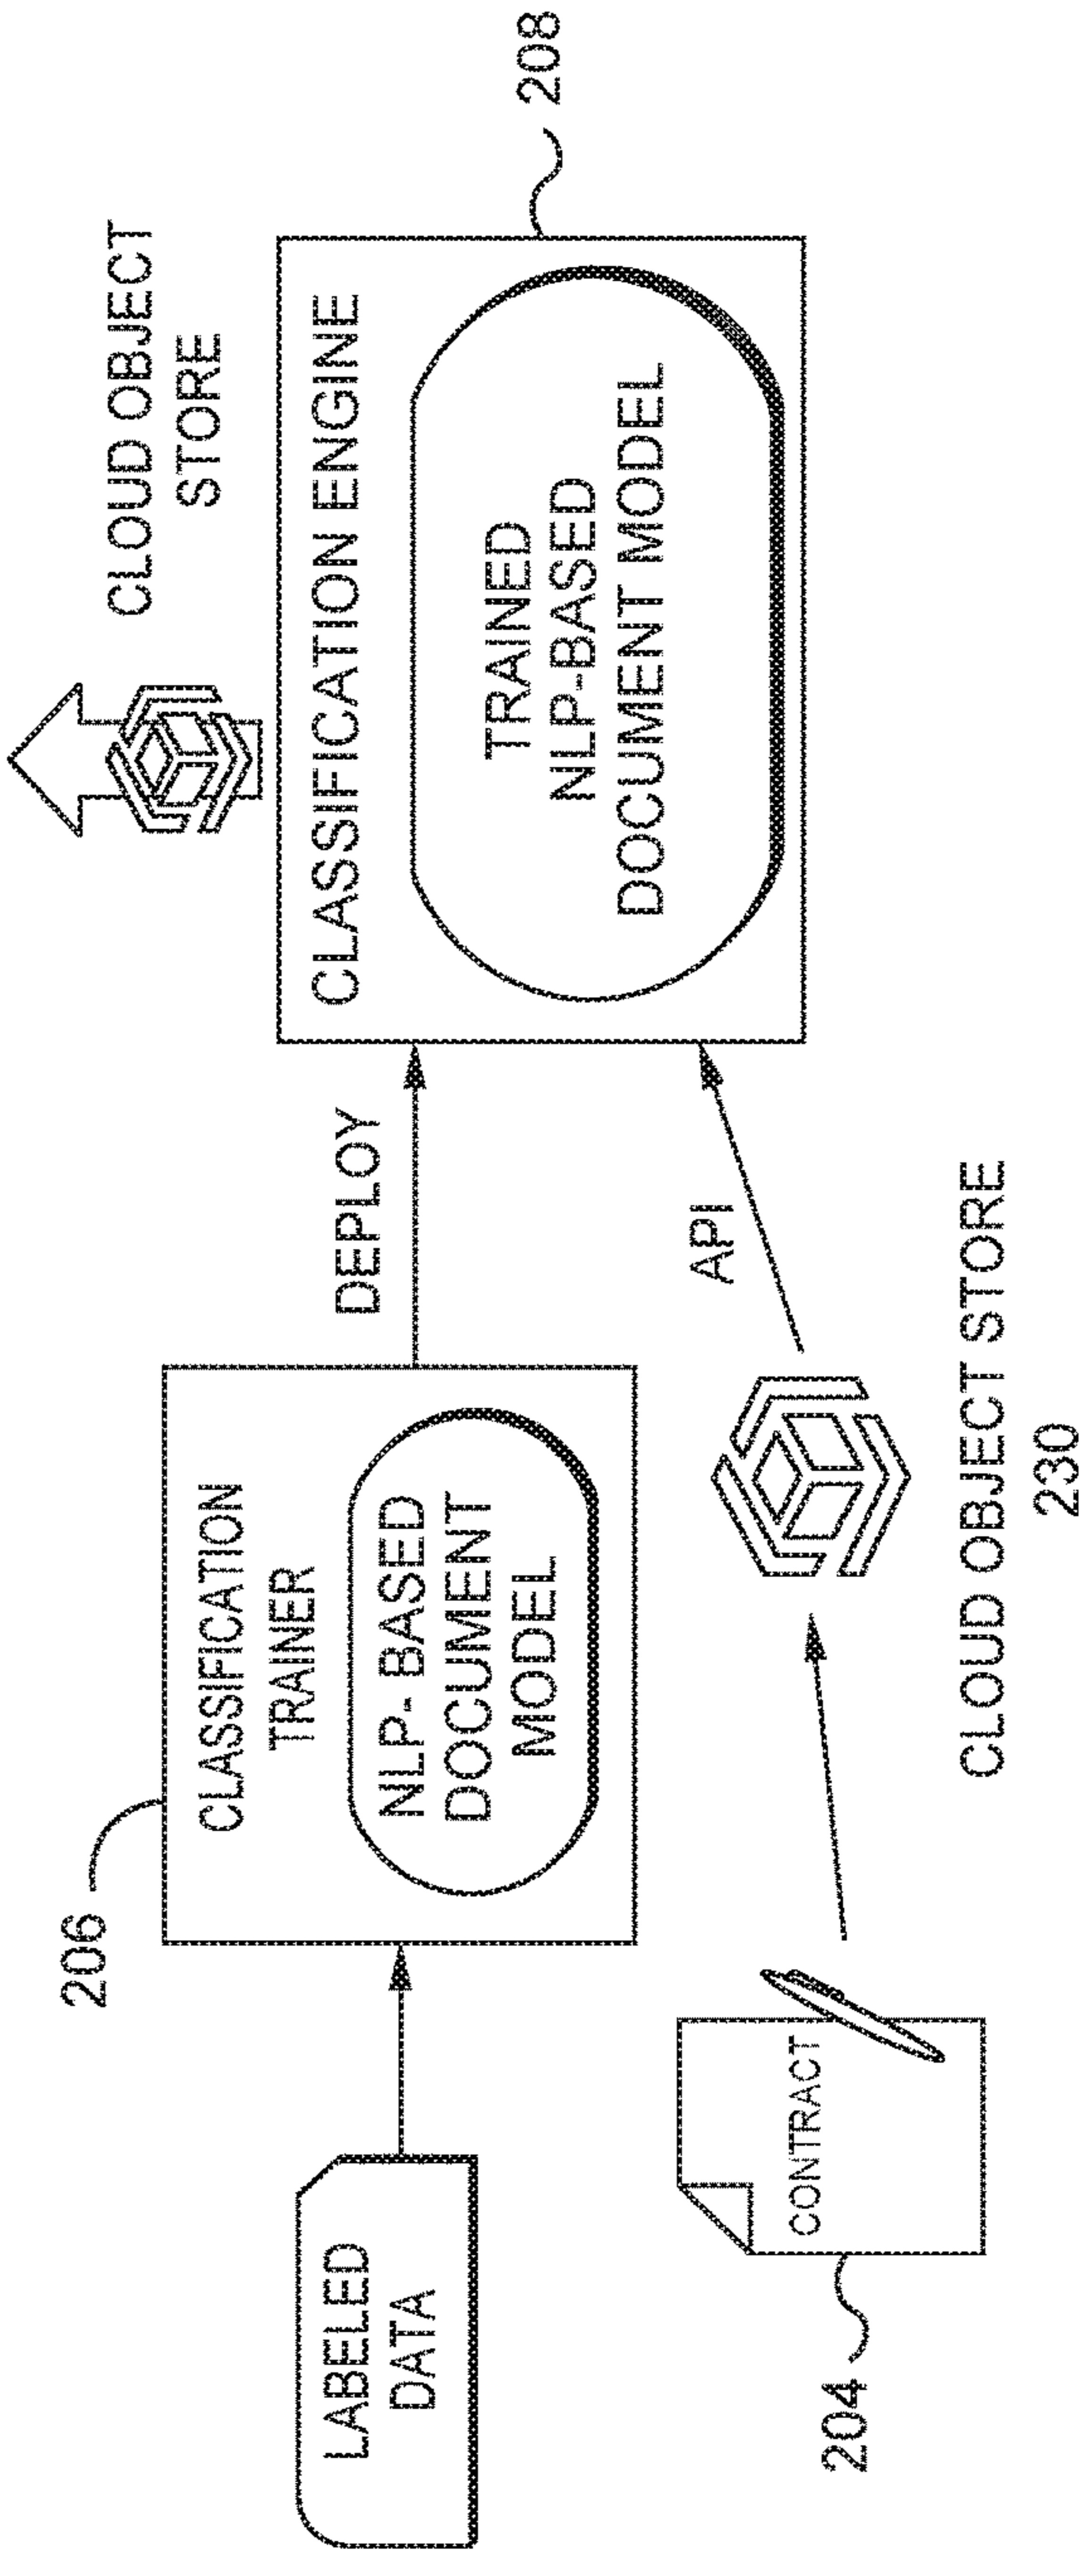 LABELED
DATA
206
CLASSIFICATION
TRAINER
NLP- BASED
DOCUMENT
MODEL
DEPLOY
CLOUD OBJECT
STORE
CLASSIFICATION ENGINE
TRAINED
NLP-BASED
DOCUMENT MODEL
208
204
CONTRACT
CLOUD OBJECT STORE
230
API